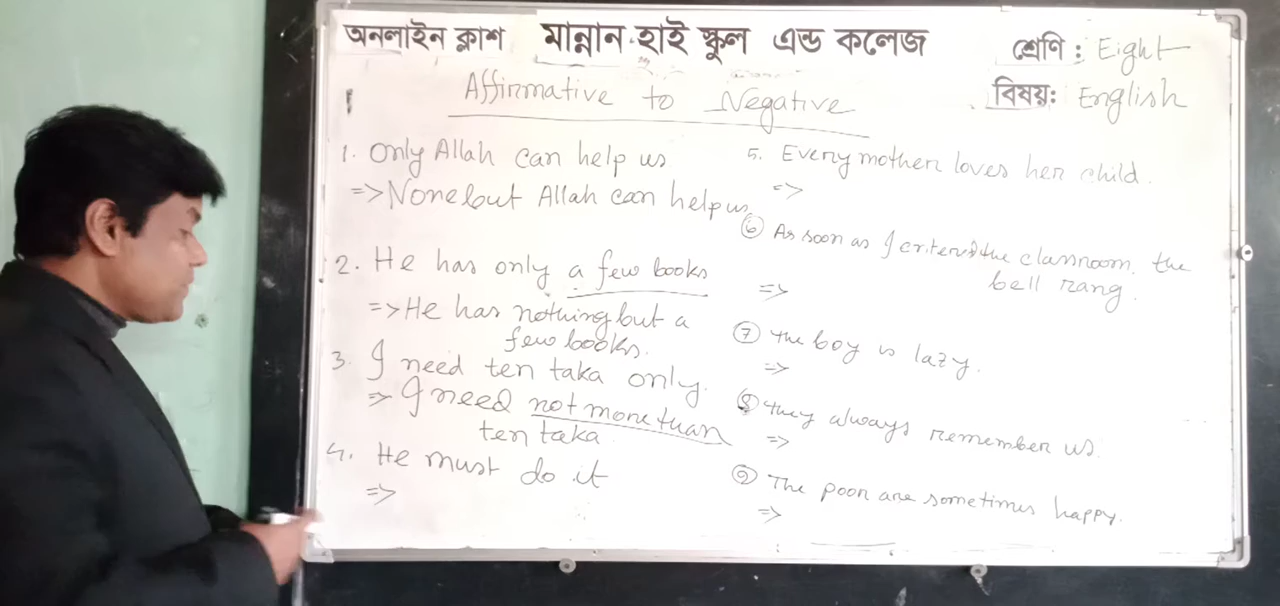 অনলাইন ক্লাশ মান্নান হাই স্কুল এন্ড কলেজ
শ্রেণি : Eight
বিষয়: English
Affirmative to Negative
1. Only Allah can help us
=> None but Allah can help us
2. He has only a few books
=> He has nothing but a
few books.
3. I need ten taka only.
=> I need not more than
ten taka
4. He must do it
=>
5. Every mother loves her child.
=>
⑥ As soon as I the classroom, the
bell rang.
=>
⑦ The boy is lazy.
=>
⑧ They always remember us.
=>
⑨ The poor are sometimes happy.
=>